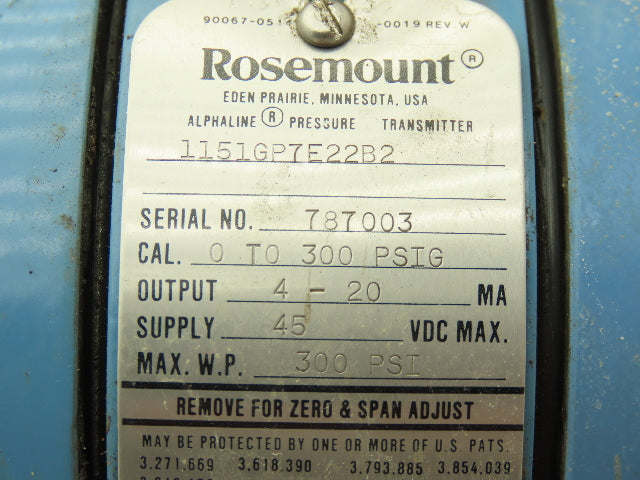 90067-051 -0019 REV. W
Rosemount®
EDEN PRAIRIE, MINNESOTA, USA
ALPHALINE ® PRESSURE TRANSMITTER
1151GP7E22B2
SERIAL NO. 787003
CAL. 0 TO 300 PSIG
OUTPUT 4 - 20 MA
SUPPLY 45 VDC MAX.
MAX. W.P. 300 PSI
REMOVE FOR ZERO & SPAN ADJUST
MAY BE PROTECTED BY ONE OR MORE OF U.S. PATS.
3,271,669 3,618,390 3,793,885 3,854,039